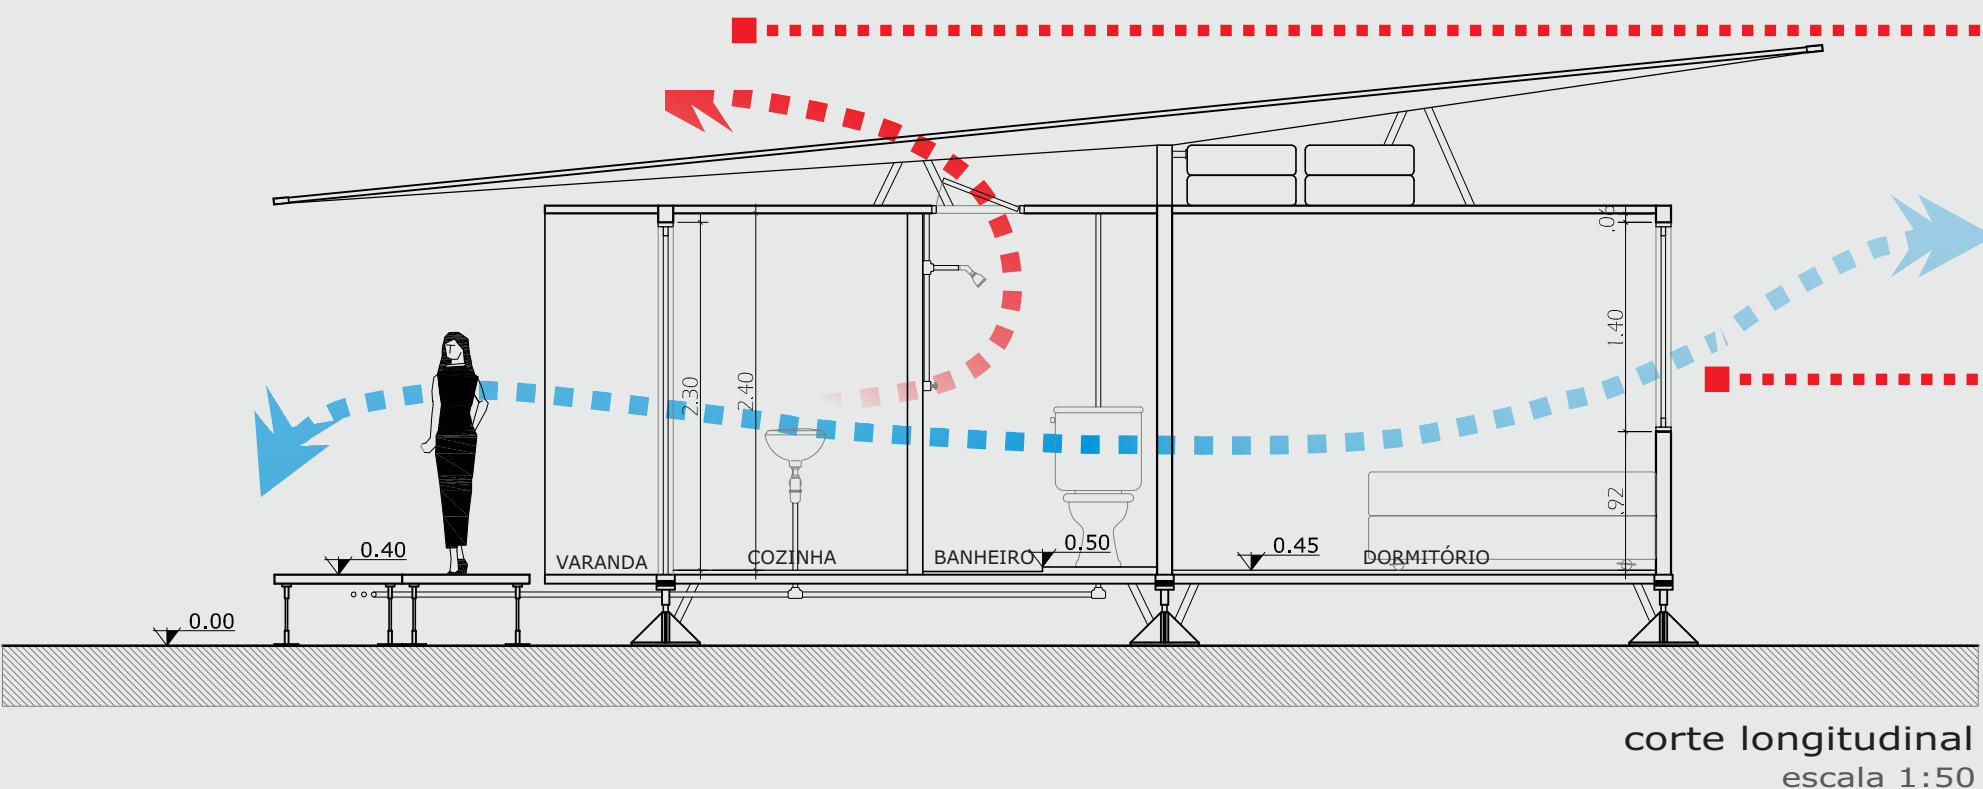 .06
1.40
2.30
2.40
.92
0.40
VARANDA
COZINHA
BANHEIRO
0.50
0.45
DORMITÓRIO
0.00
corte longitudinal
escala 1:50